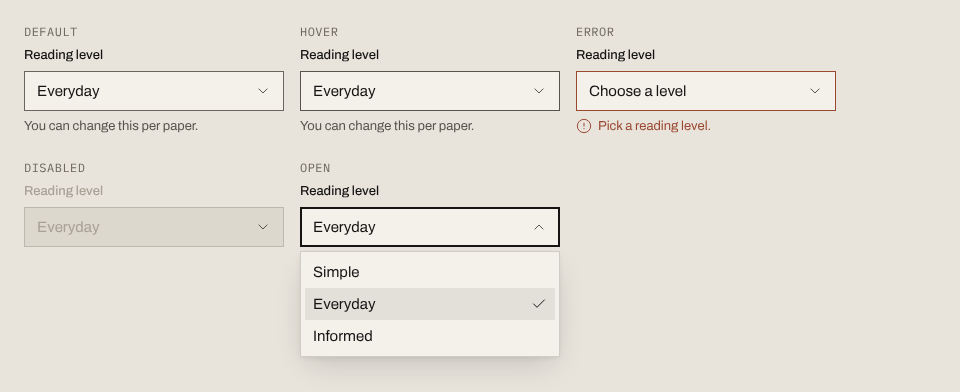 DEFAULT
Reading level
Everyday
You can change this per paper.
HOVER
Reading level
Everyday
You can change this per paper.
ERROR
Reading level
Choose a level
Pick a reading level.
DISABLED
Reading level
Everyday
OPEN
Reading level
Everyday
Simple
Everyday
Informed